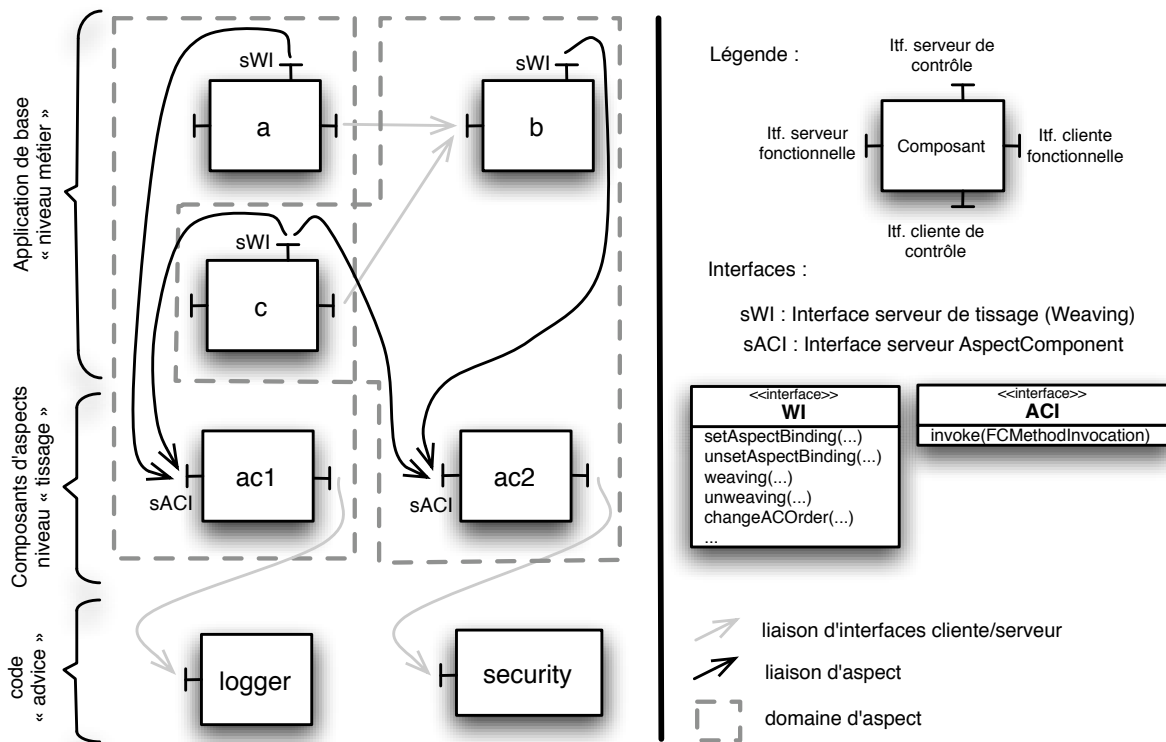 Application de base
« niveau métier »
Composants d'aspects
niveau « tissage »
code
« advice »
sWI
a
sWI
b
sWI
c
ac1
sACI
ac2
sACI
logger
security
Légende :
Itf. serveur de
contrôle
Itf. serveur
fonctionnelle
Composant
Itf. cliente
fonctionnelle
Itf. cliente de
contrôle
Interfaces :
sWI : Interface serveur de tissage (Weaving)
sACI : Interface serveur AspectComponent
<<interface>>
WI
setAspectBinding(...)
unsetAspectBinding(...)
weaving(...)
unweaving(...)
changeACOrder(...)
...
<<interface>>
ACI
invoke(FCMethodInvocation)
liaison d'interfaces cliente/serveur
liaison d'aspect
domaine d'aspect